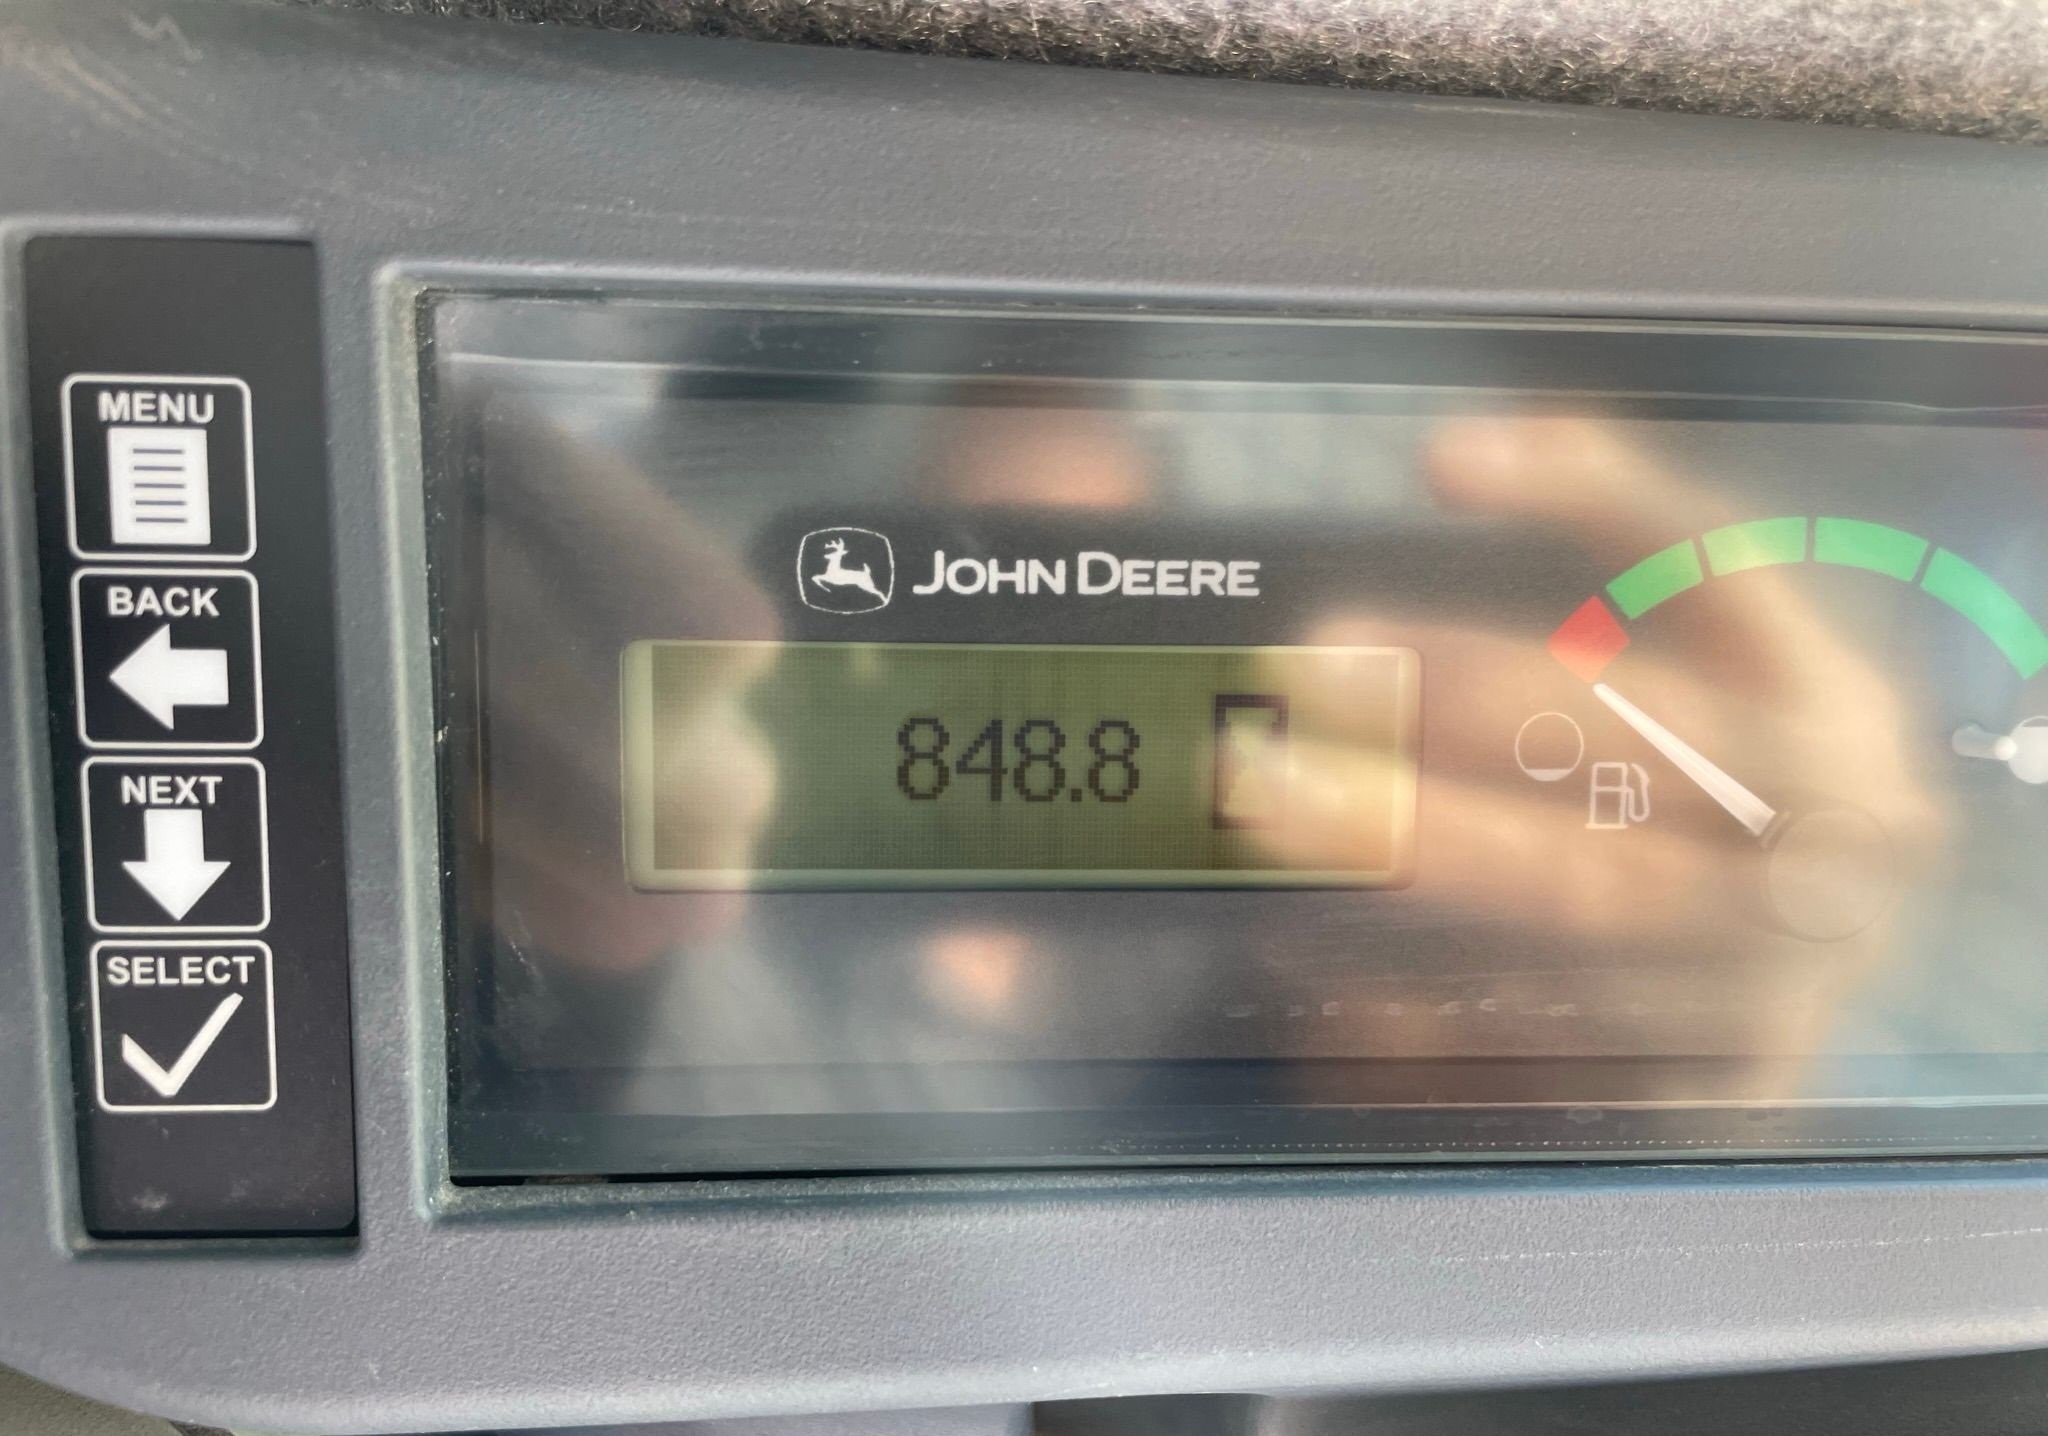 MENU
BACK
NEXT
SELECT
JOHN DEERE
848.8